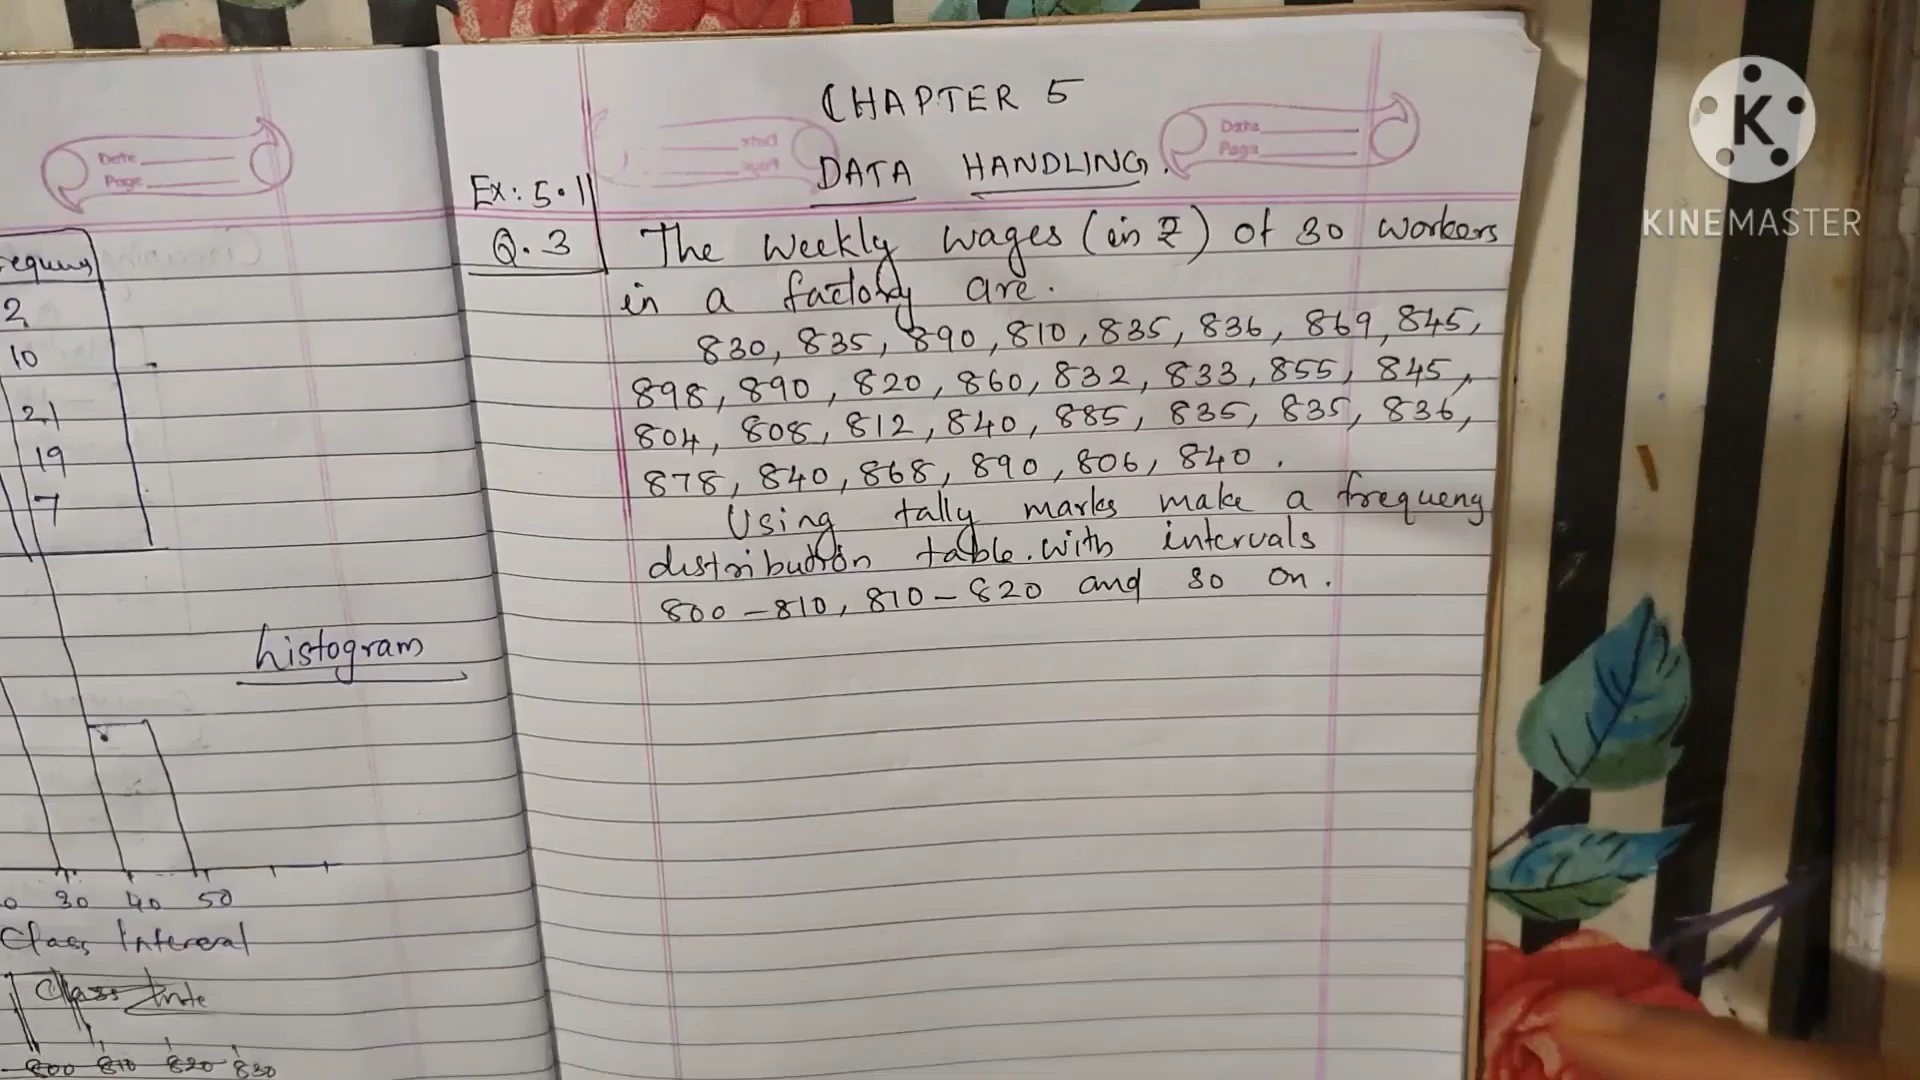 Date
Page
requency
2
10
21
19
7
histogram
0 30 40 50
Class Interval
800 810 820 830
CHAPTER 5
Date
Page
DATA HANDLING.
Ex: 5.1
Q.3 The weekly wages (in ₹) of 30 workers
in a factory are.
830, 835, 890, 810, 835, 836, 869, 845,
898, 890, 820, 860, 832, 833, 855, 845,
804, 808, 812, 840, 885, 835, 835, 836,
878, 840, 868, 890, 806, 840.
Using tally marks make a frequency
distribution table. with intervals
800 – 810, 810 – 820 and so on.
K
KINEMASTER